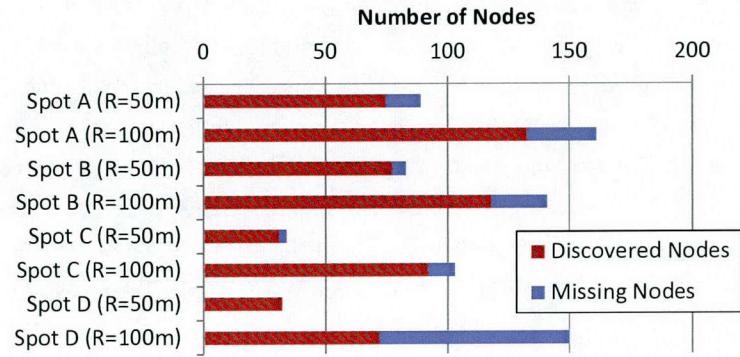 Number of Nodes
0 50 100 150 200
Spot A (R=50m)
Spot A (R=100m)
Spot B (R=50m)
Spot B (R=100m)
Spot C (R=50m)
Spot C (R=100m)
Spot D (R=50m)
Spot D (R=100m)
Discovered Nodes
Missing Nodes